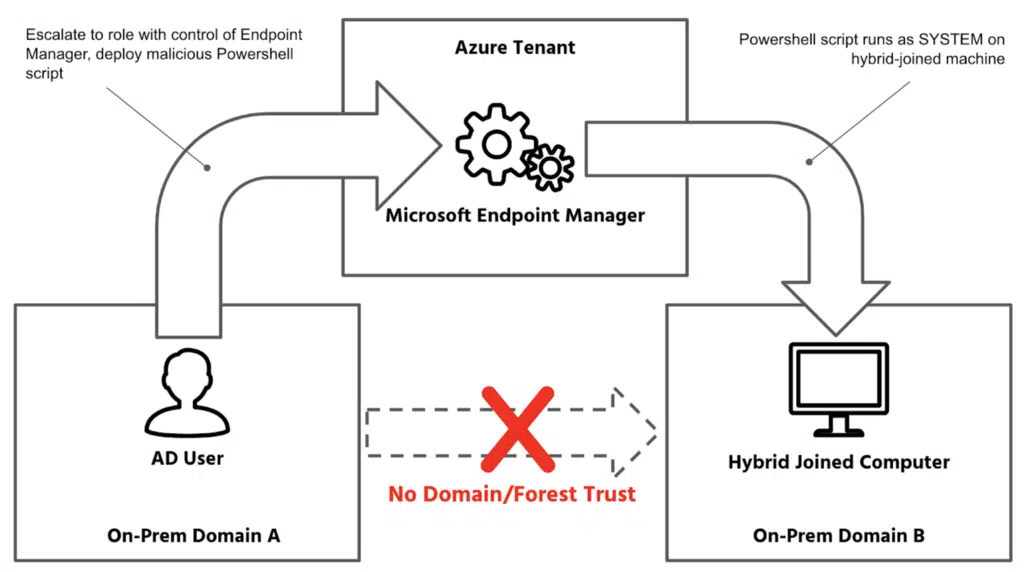 Escalate to role with control of Endpoint
Manager, deploy malicious Powershell
script
Azure Tenant
Powershell script runs as SYSTEM on
hybrid-joined machine
Microsoft Endpoint Manager
AD User
On-Prem Domain A
No Domain/Forest Trust
Hybrid Joined Computer
On-Prem Domain B